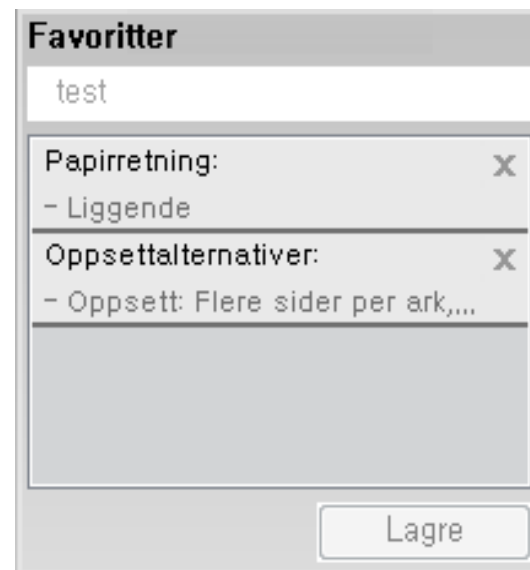 Favoritter
test
Papirretning:
X
- Liggende
Oppsettalternativer:
X
- Oppsett: Flere sider per ark,...
Lagre